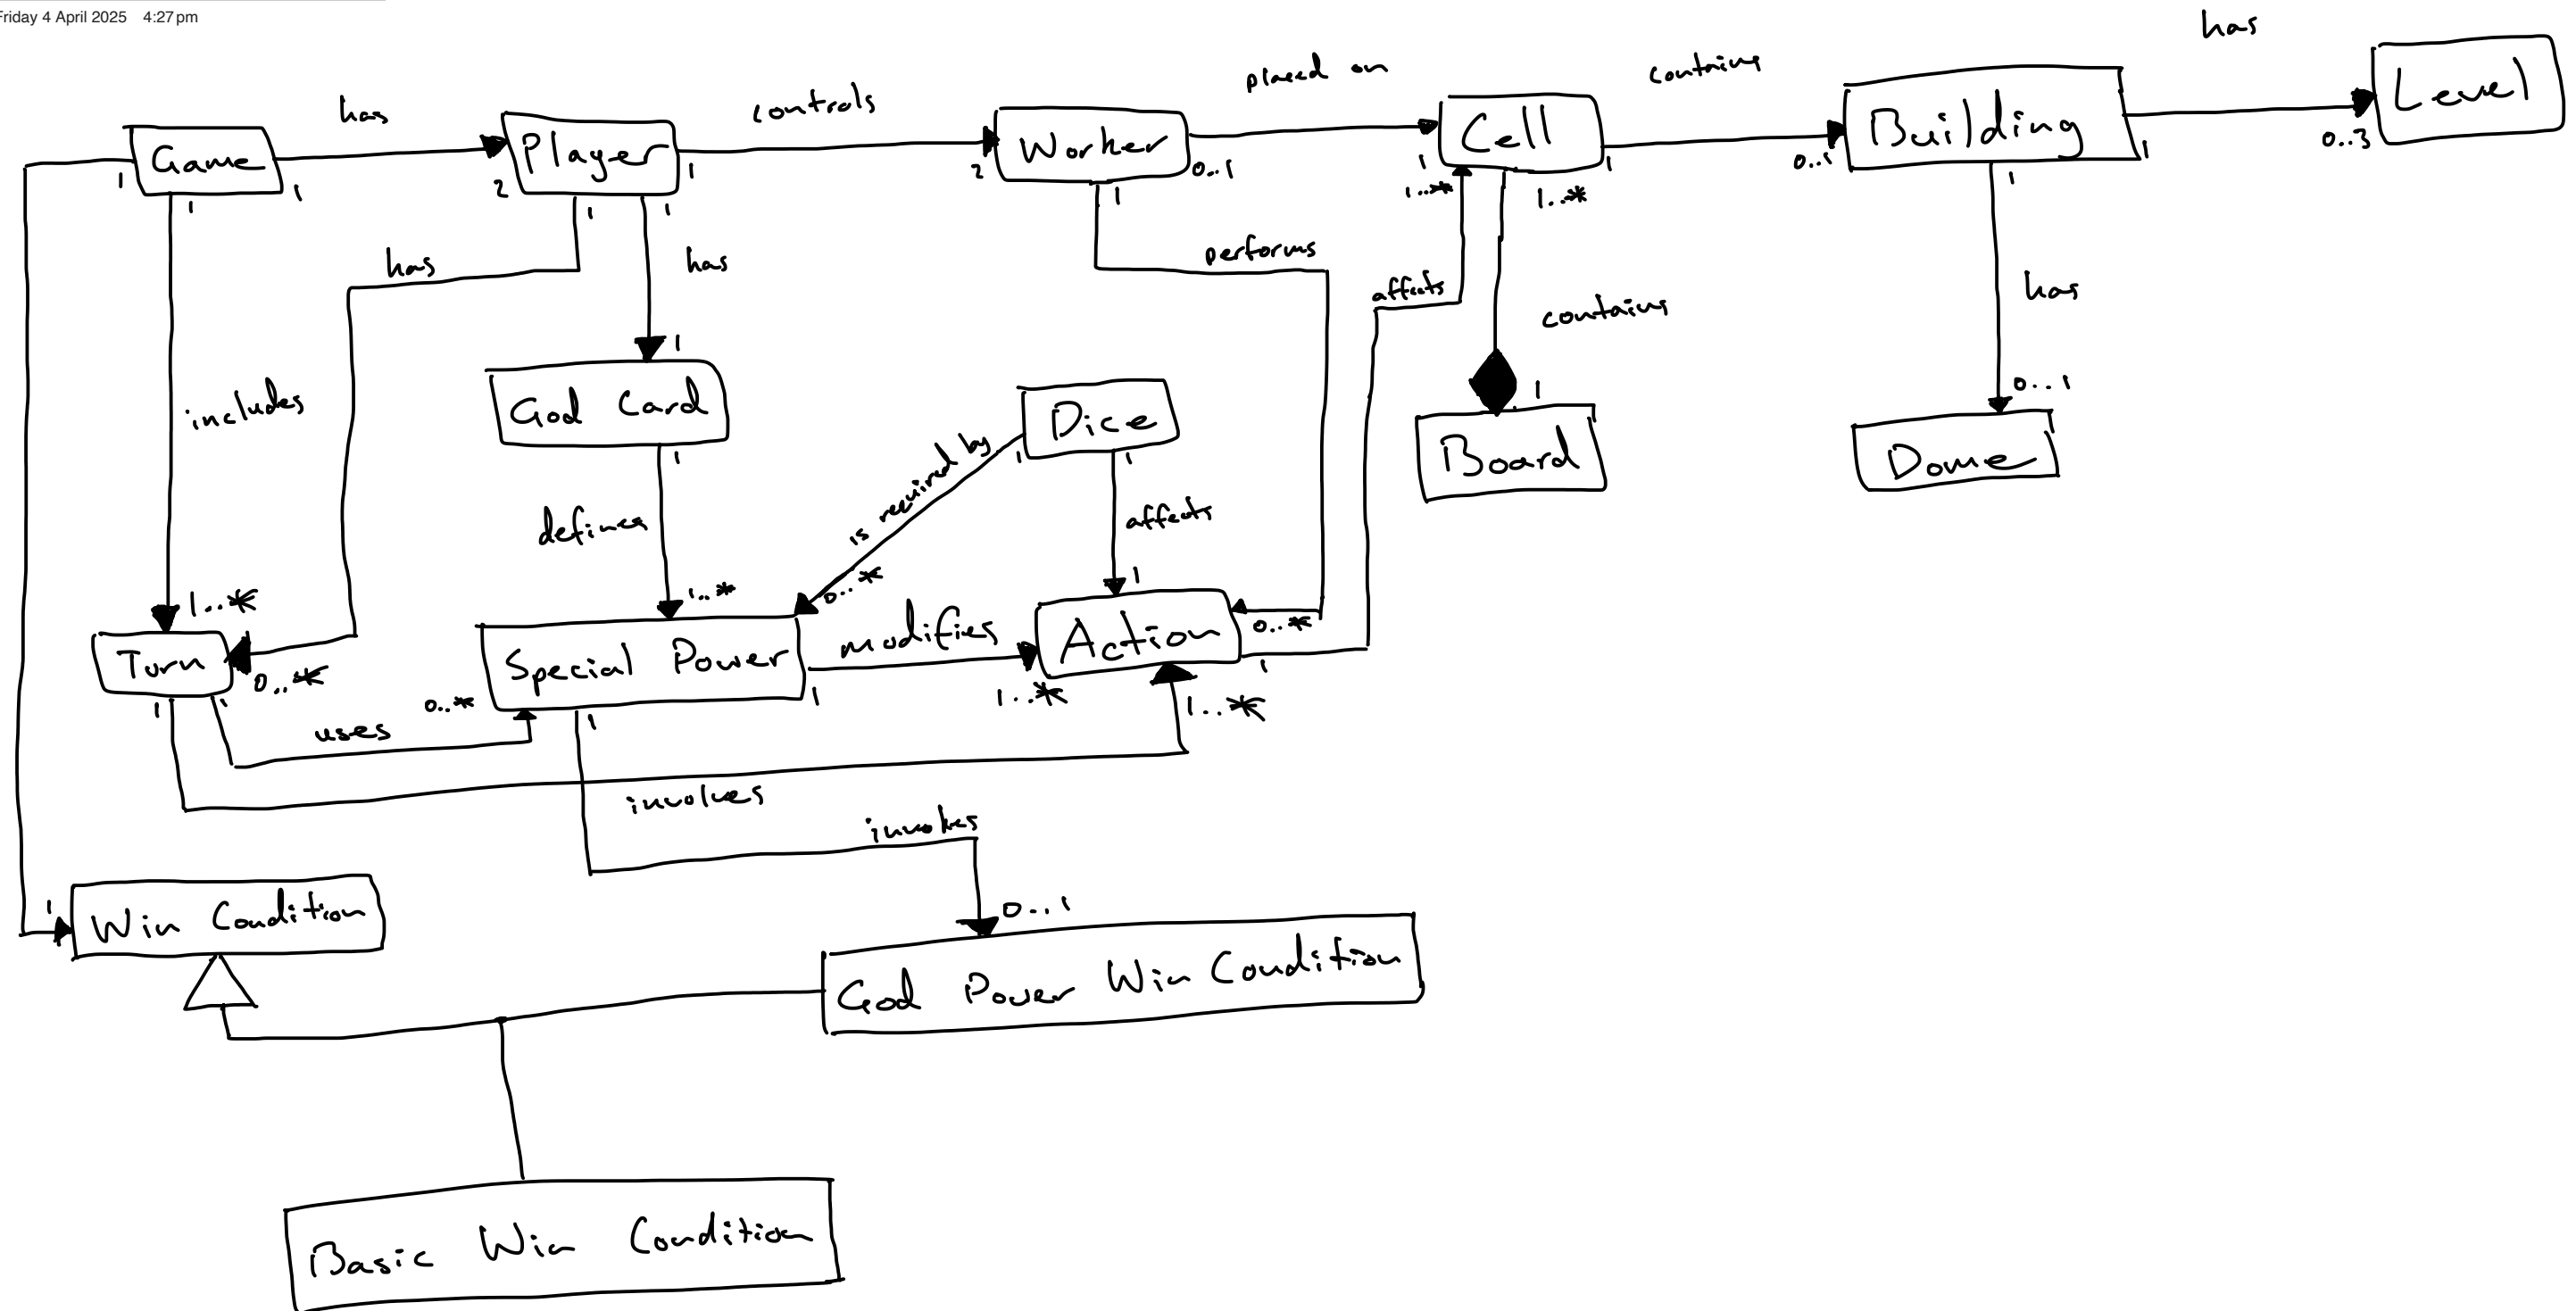 Friday 4 April 2025 4:27 pm
has
Level
0..3
has
Game
1
1
1
2
Player
1
1
1
controls
2
Worker
0..1
1
placed on
1
Cell
1
1..*
1..*
contains
0..1
Building
1
1
has
has
performs
affects
contains
has
includes
1
God Card
1
Dice
1
1
1
Board
0..1
Dome
defines
is required by
affects
1..*
0..*
1
1..*
Turn
0..*
1
1
Special Power
0..*
1
1
modifies
1..*
Action
0..*
1
1..*
uses
involves
invokes
0..1
1
Win Condition
God Power Win Condition
Basic Win Condition